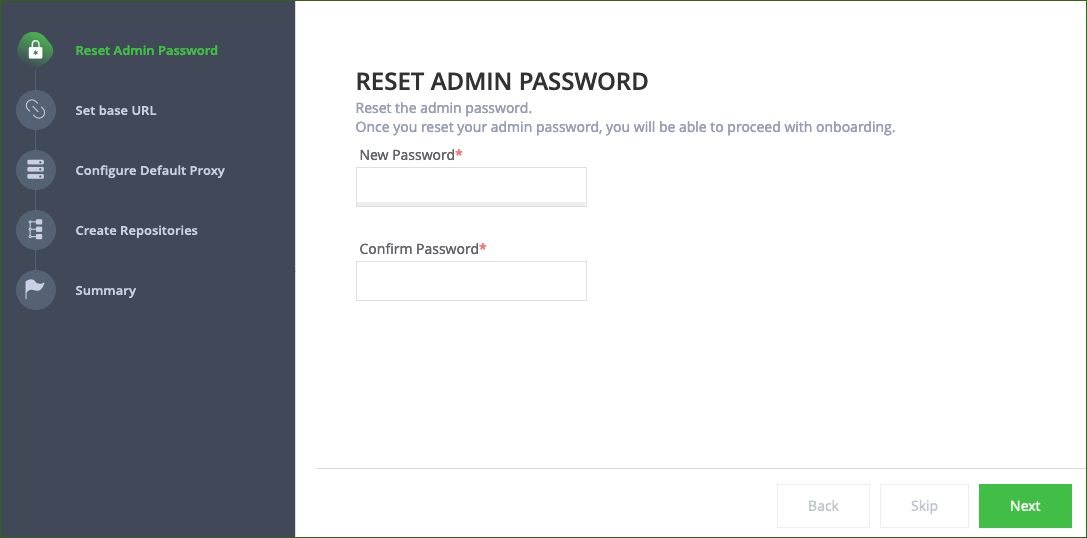 Reset Admin Password
Set base URL
Configure Default Proxy
Create Repositories
Summary
RESET ADMIN PASSWORD
Reset the admin password.
Once you reset your admin password, you will be able to proceed with onboarding.
New Password*
Confirm Password*
Back
Skip
Next